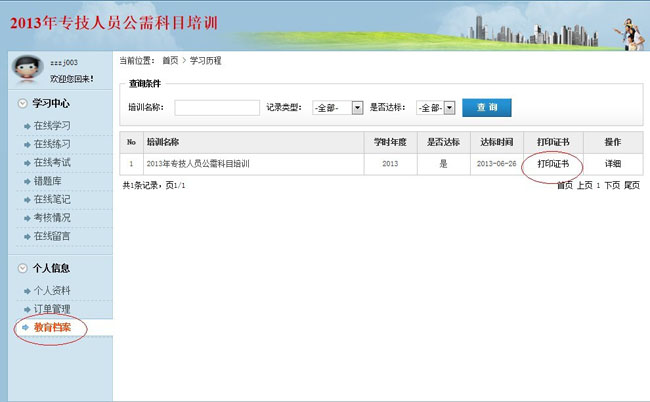 2013年专技人员公需科目培训
zzzj003
欢迎您回来!
学习中心
在线学习
在线练习
在线考试
错题库
在线笔记
考核情况
在线留言
个人信息
个人资料
订单管理
教育档案
当前位置: 首页 > 学习历程
查询条件
培训名称: 记录类型: -全部- 是否达标: -全部- 查 询
No 培训名称 学时年度 是否达标 达标时间 打印证书 操作
1 2013年专技人员公需科目培训 2013 是 2013-06-26 打印证书 详细
共1条记录，页1/1 首页 上页 1 下页 尾页